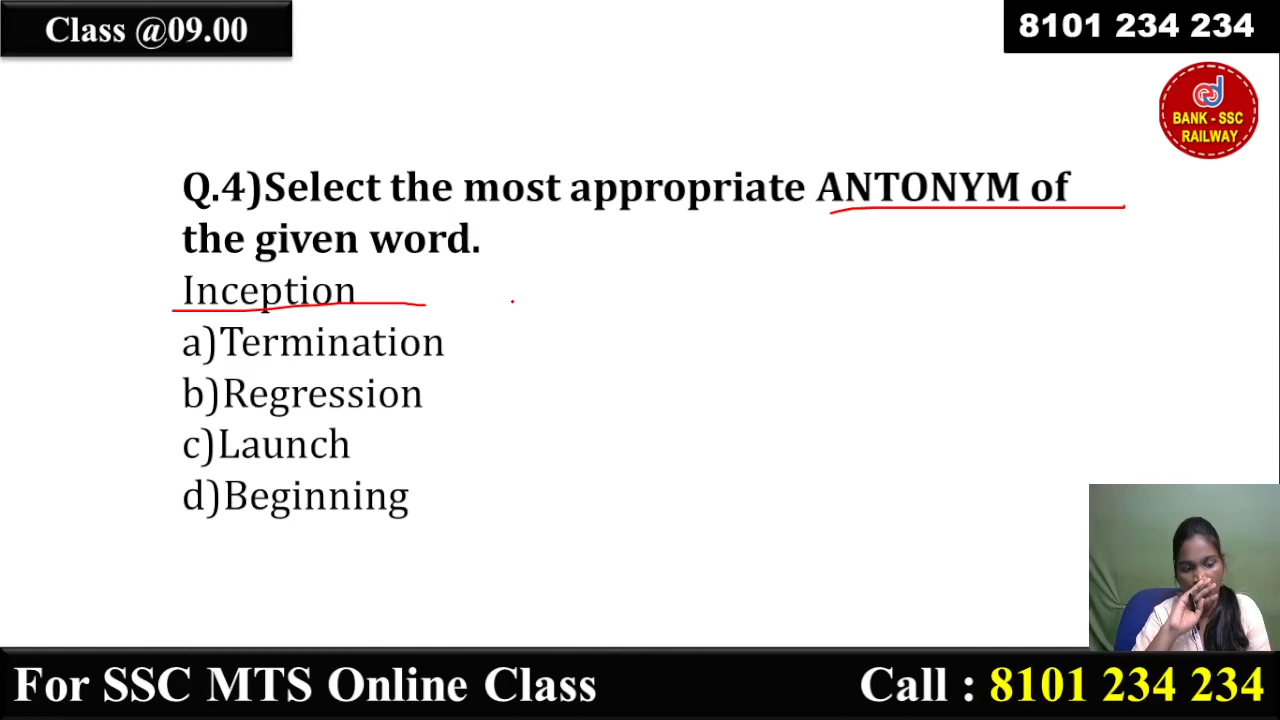 Class @09.00
8101 234 234
BANK - SSC
RAILWAY
Q.4)Select the most appropriate ANTONYM of
the given word.
Inception
a)Termination
b)Regression
c)Launch
d)Beginning
For SSC MTS Online Class
Call : 8101 234 234